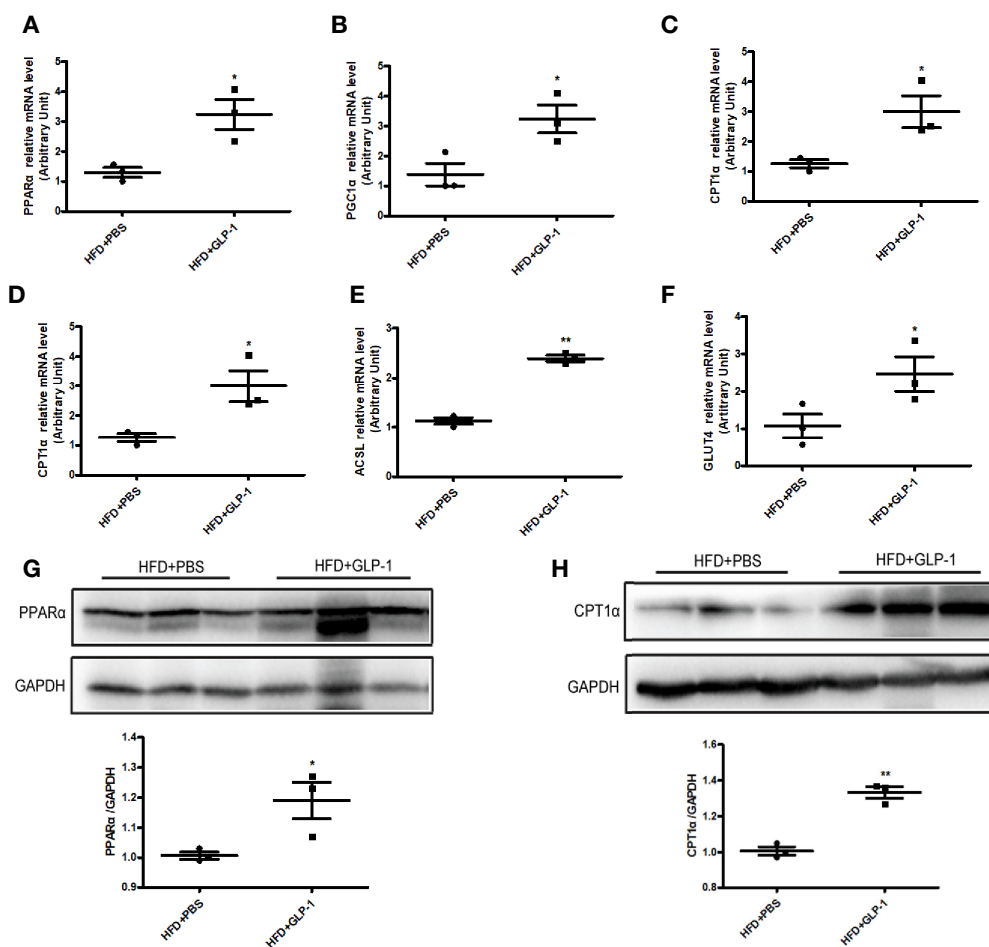 A
PPARα relative mRNA level
(Arbitrary Unit)
5
4
3
2
1
0
*
HFD+PBS
HFD+GLP-1
B
PGC1α relative mRNA level
(Arbitrary Unit)
5
4
3
2
1
0
*
HFD+PBS
HFD+GLP-1
C
CPT1α relative mRNA level
(Arbitrary Unit)
5
4
3
2
1
0
*
HFD+PBS
HFD+GLP-1
D
CPT1α relative mRNA level
(Arbitrary Unit)
5
4
3
2
1
0
*
HFD+PBS
HFD+GLP-1
E
ACSL relative mRNA level
(Arbitrary Unit)
3
2
1
0
**
HFD+PBS
HFD+GLP-1
F
GLUT4 relative mRNA level
(Artitrary Unit)
4
3
2
1
0
*
HFD+PBS
HFD+GLP-1
G
HFD+PBS
HFD+GLP-1
PPARα
GAPDH
PPARα /GAPDH
1.4
1.3
1.2
1.1
1.0
0.9
*
HFD+PBS
HFD+GLP-1
H
HFD+PBS
HFD+GLP-1
CPT1α
GAPDH
CPT1α /GAPDH
1.6
1.4
1.2
1.0
0.8
**
HFD+PBS
HFD+GLP-1